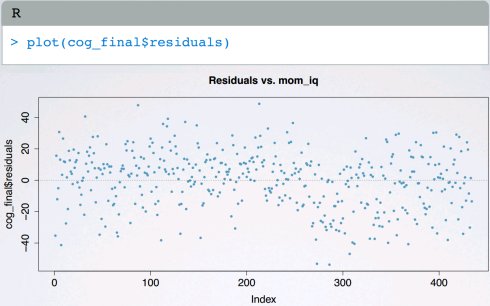 R
> plot(cog_final$residuals)
Residuals vs. mom_iq
cog_final$residuals
40
20
0
−20
−40
0 100 200 300 400
Index